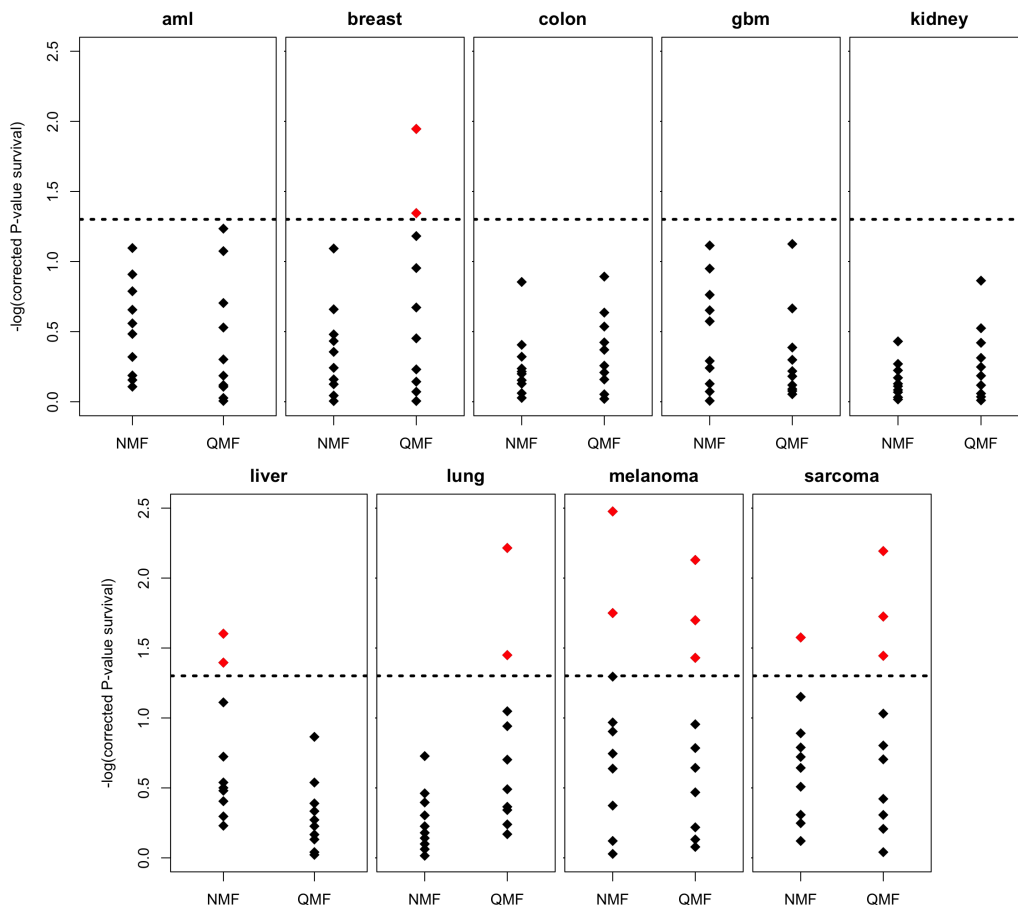 aml breast colon gbm kidney
-log(corrected P-value survival)
2.5
2.0
1.5
1.0
0.5
0.0
NMF QMF NMF QMF NMF QMF NMF QMF NMF QMF
liver lung melanoma sarcoma
-log(corrected P-value survival)
2.5
2.0
1.5
1.0
0.5
0.0
NMF QMF NMF QMF NMF QMF NMF QMF